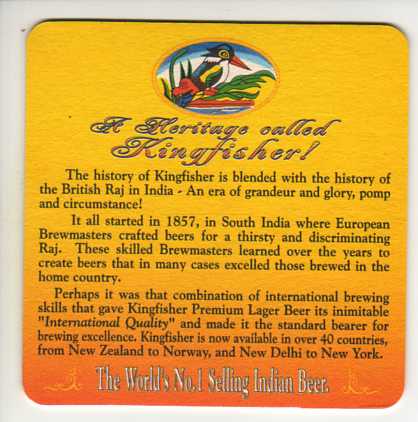 A Heritage called
Kingfisher!
The history of Kingfisher is blended with the history of
the British Raj in India - An era of grandeur and glory, pomp
and circumstance!
It all started in 1857, in South India where European
Brewmasters crafted beers for a thirsty and discriminating
Raj. These skilled Brewmasters learned over the years to
create beers that in many cases excelled those brewed in the
home country.
Perhaps it was that combination of international brewing
skills that gave Kingfisher Premium Lager Beer its inimitable
"International Quality" and made it the standard bearer for
brewing excellence. Kingfisher is now available in over 40 countries,
from New Zealand to Norway, and New Delhi to New York.
The World's No.1 Selling Indian Beer.